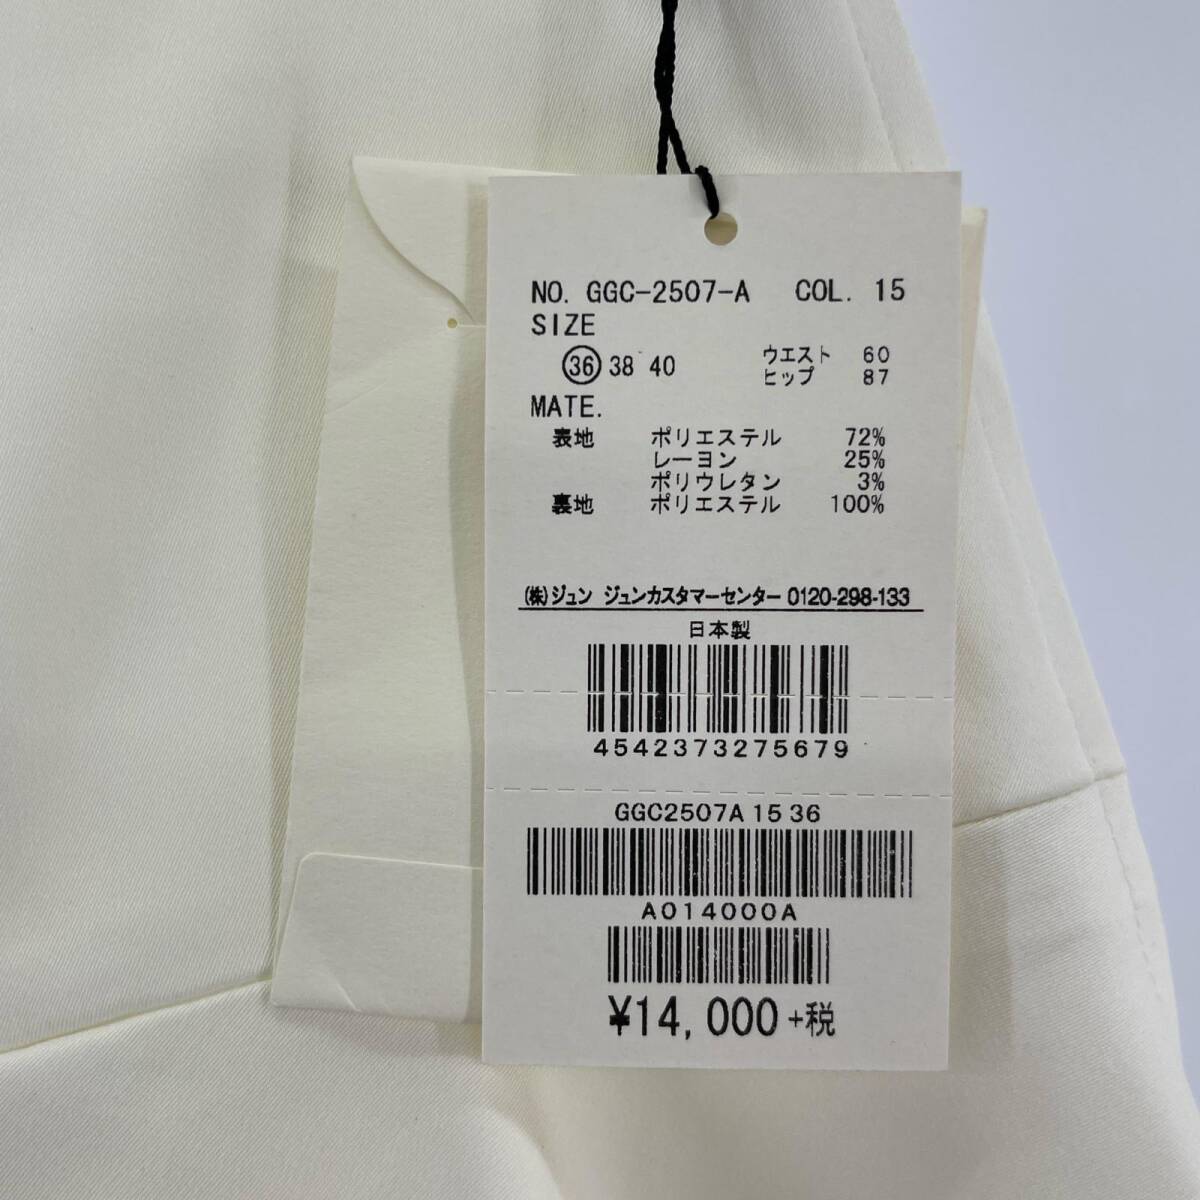 NO. GGC-2507-A COL. 15
SIZE
36 38 40 ウエスト 60
ヒップ 87
MATE.
表地 ポリエステル 72%
レーヨン 25%
ポリウレタン 3%
裏地 ポリエステル 100%
(株)ジュン ジュンカスタマーセンター 0120-298-133
日本製
4542373275679
GGC2507A 15 36
A014000A
¥14,000 +税